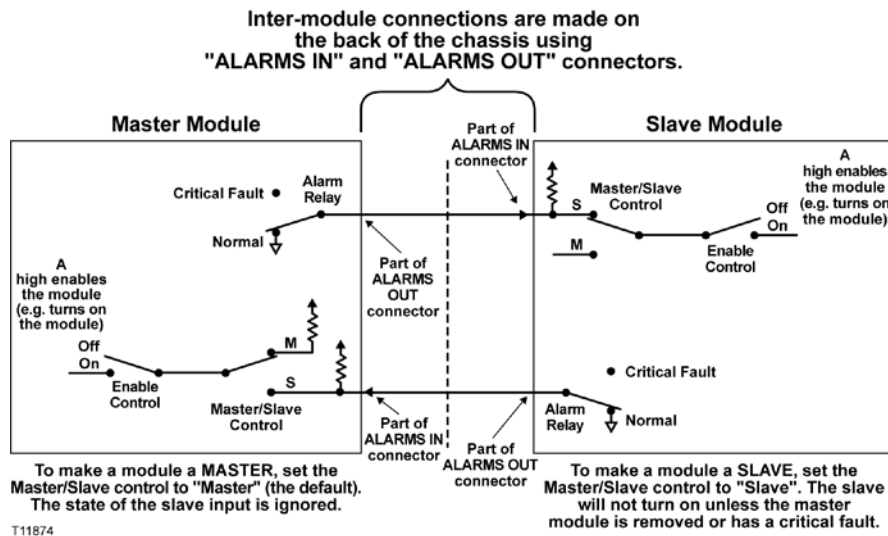 Inter-module connections are made on
the back of the chassis using
"ALARMS IN" and "ALARMS OUT" connectors.
Master Module
Slave Module
Part of
ALARMS IN
connector
A
high enables
the module
(e.g. turns on
the module)
Critical Fault
Alarm
Relay
Normal
Part of
ALARMS
OUT
connector
S
M
Master/Slave
Control
Off
On
Enable
Control
A
high enables
the module
(e.g. turns on
the module)
Off
On
Enable
Control
M
S
Master/Slave
Control
Part of
ALARMS IN
connector
Part of
ALARMS OUT
connector
Critical Fault
Alarm
Relay
Normal
To make a module a MASTER, set the
Master/Slave control to "Master" (the default).
The state of the slave input is ignored.
To make a module a SLAVE, set the
Master/Slave control to "Slave". The slave
will not turn on unless the master
module is removed or has a critical fault.
T11874